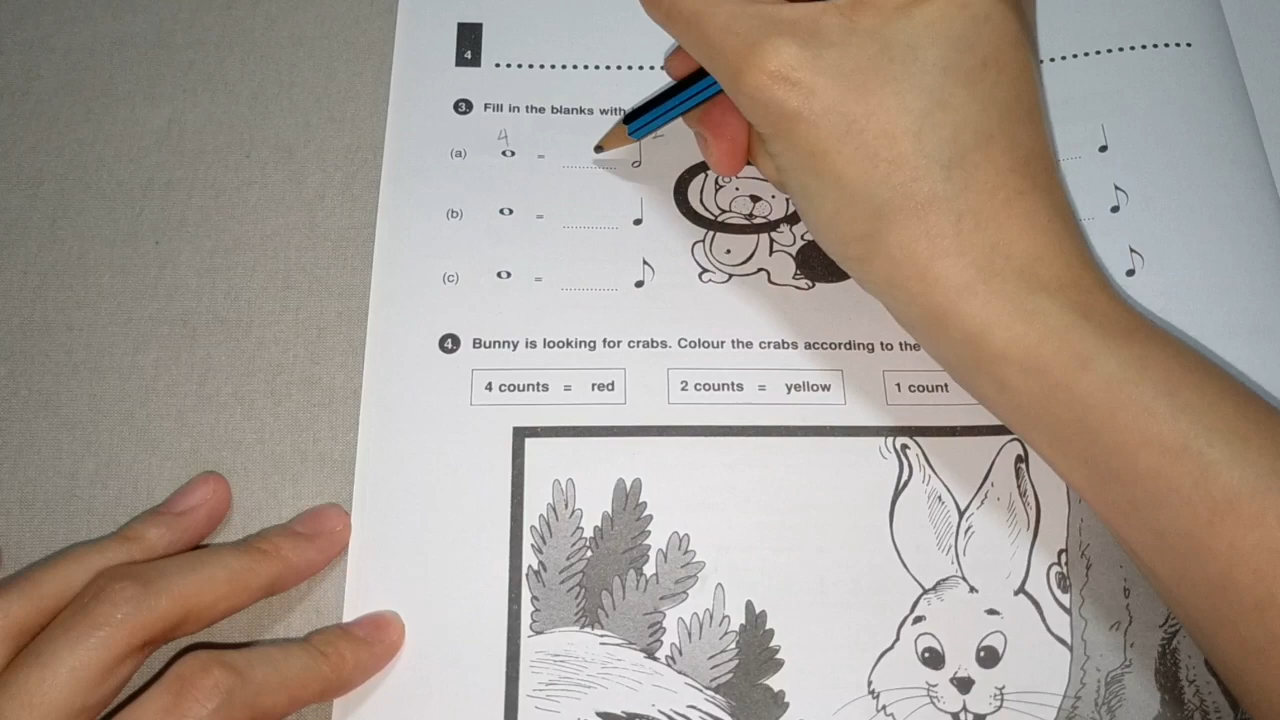 4
3. Fill in the blanks with
4
(a) 𝅝 = .............. 𝅗𝅥 2
(b) 𝅝 = .............. ♩
(c) 𝅝 = .............. ♪
4. Bunny is looking for crabs. Colour the crabs according to the
4 counts = red
2 counts = yellow
1 count